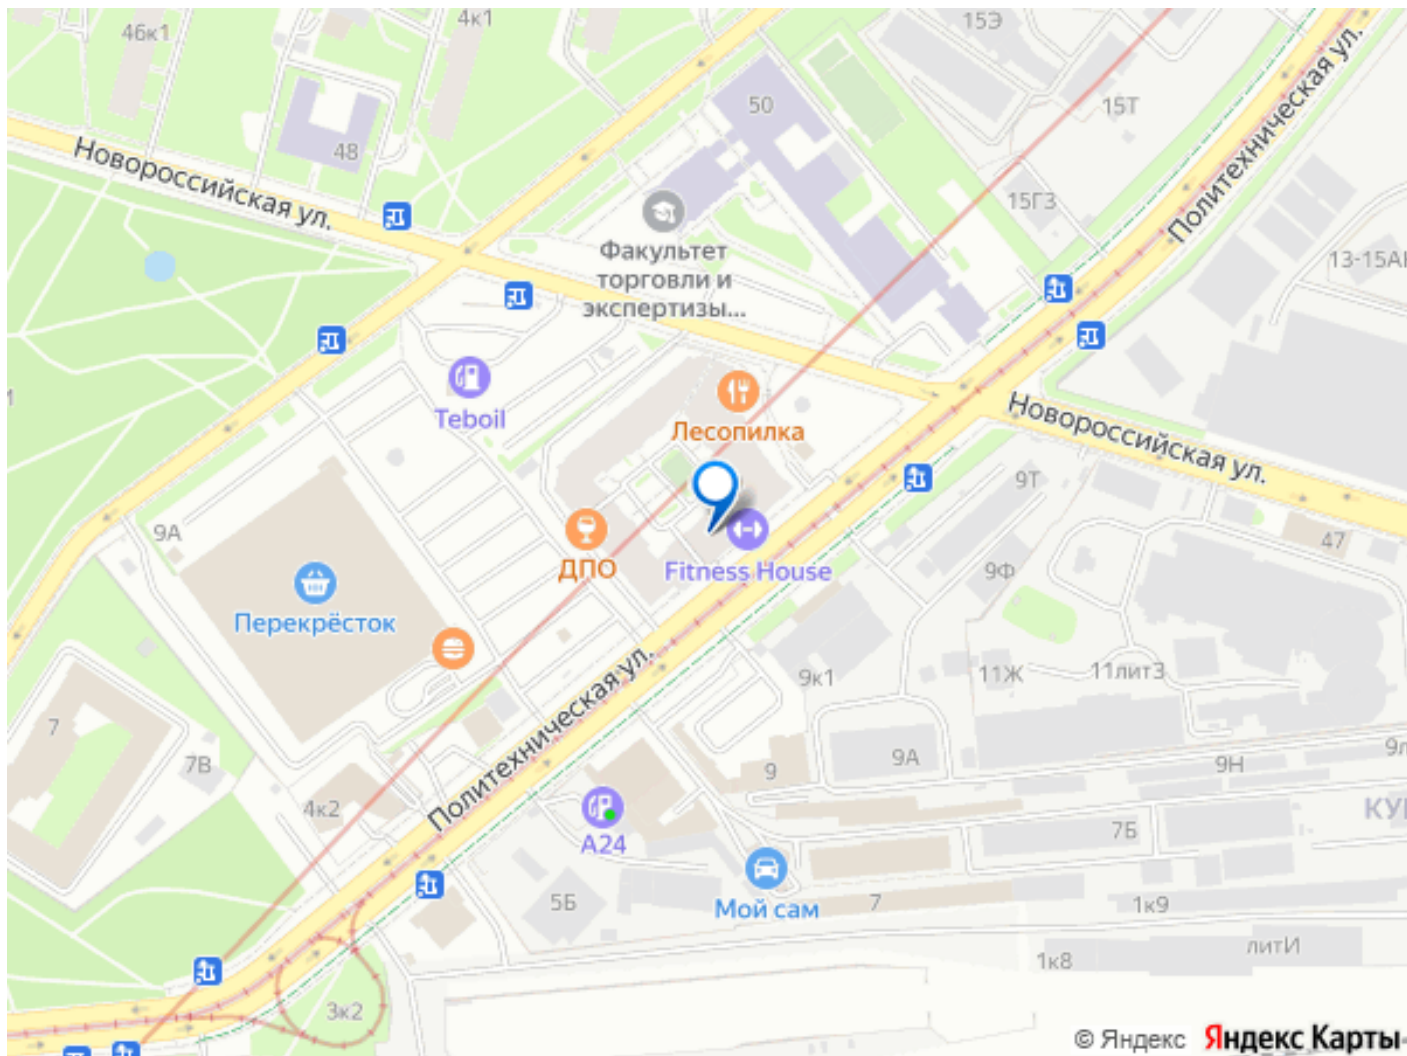 46к1
4к1
15Э
Политехническая ул.
50
15Т
Новороссийская ул.
48
15Г3
Факультет
торговли и
экспертизы...
13-15А
Teboil
Лесопилка
Новороссийская ул.
9Т
9А
47
ДПО
Fitness House
9Ф
Перекрёсток
Политехническая ул.
9к1
11Ж
11лит3
7
7В
9А
9Н
9
4к2
А24
7Б
КУ
5Б
Мой сам
7
1к9
1к8
литИ
3к2
© Яндекс Яндекс Карты